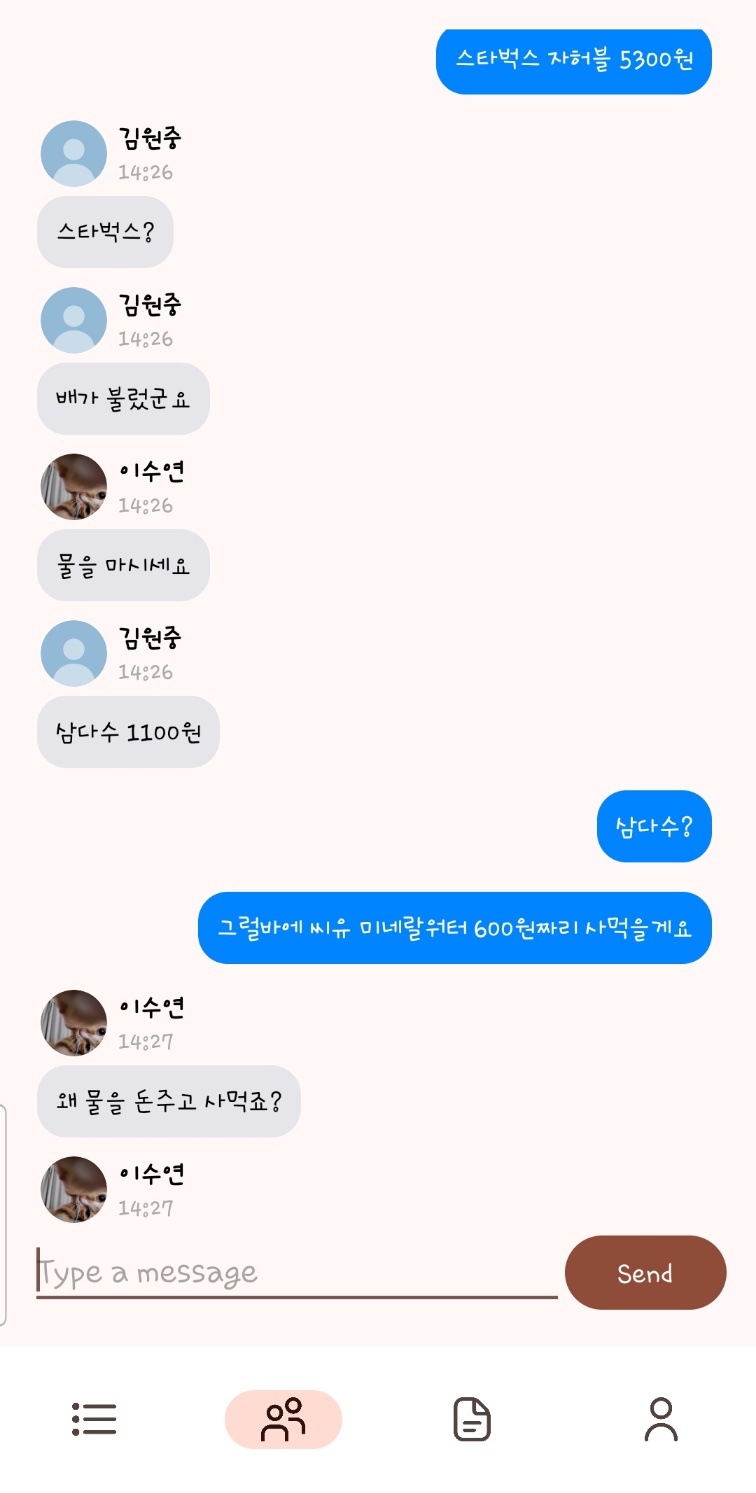 스타벅스 자허블 5300원
김원중
14:26
스타벅스?
김원중
14:26
배가 불렀군요
이수연
14:26
물을 마시세요
김원중
14:26
삼다수 1100원
삼다수?
그럴바에 씨유 미네랄워터 600원짜리 사먹을게요
이수연
14:27
왜 물을 돈주고 사먹죠?
이수연
14:27
Type a message
Send